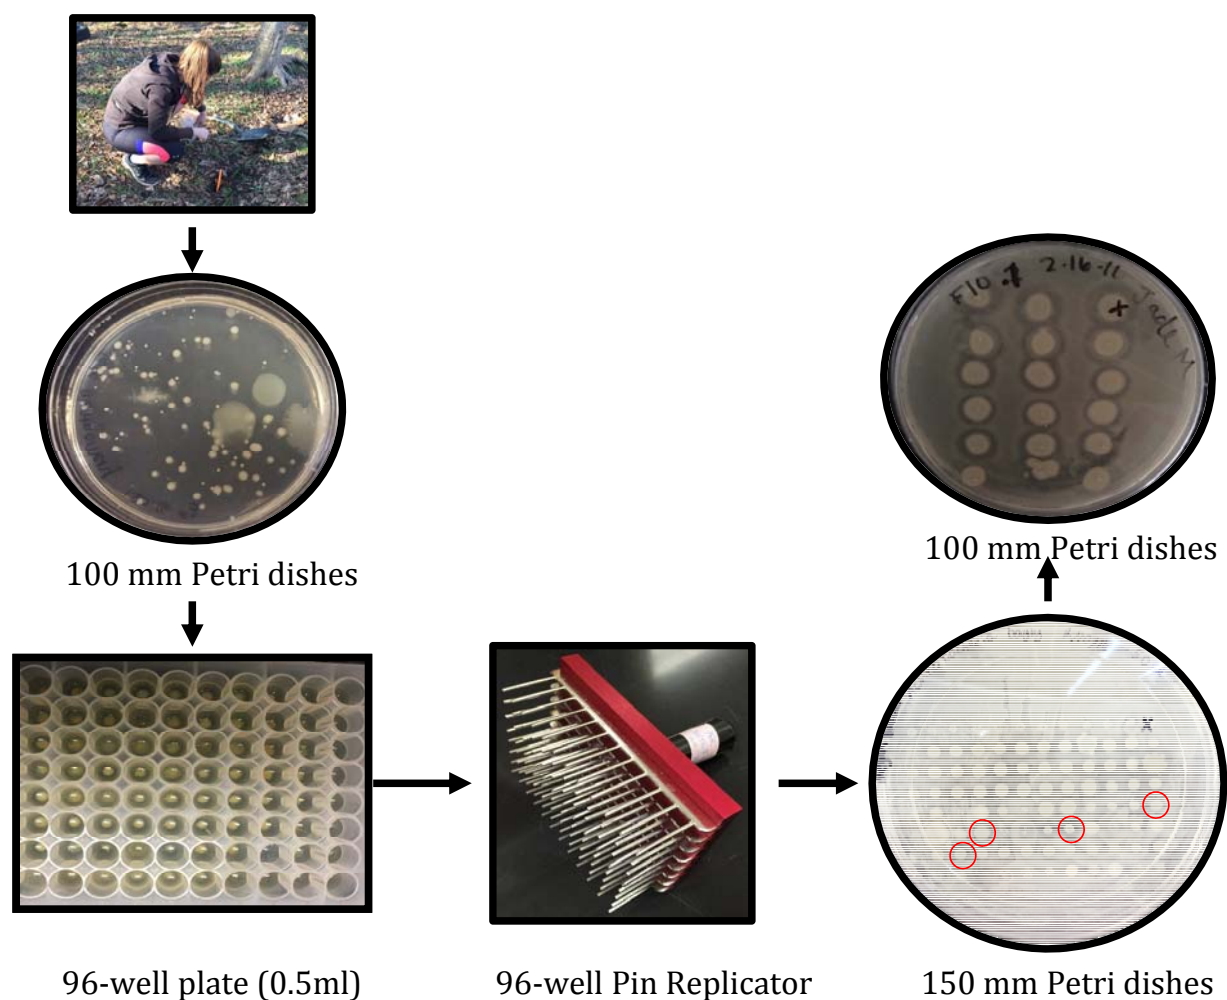 F10 2-16-11 Jade M
X
100 mm Petri dishes
100 mm Petri dishes
96-well plate (0.5ml)
96-well Pin Replicator
150 mm Petri dishes